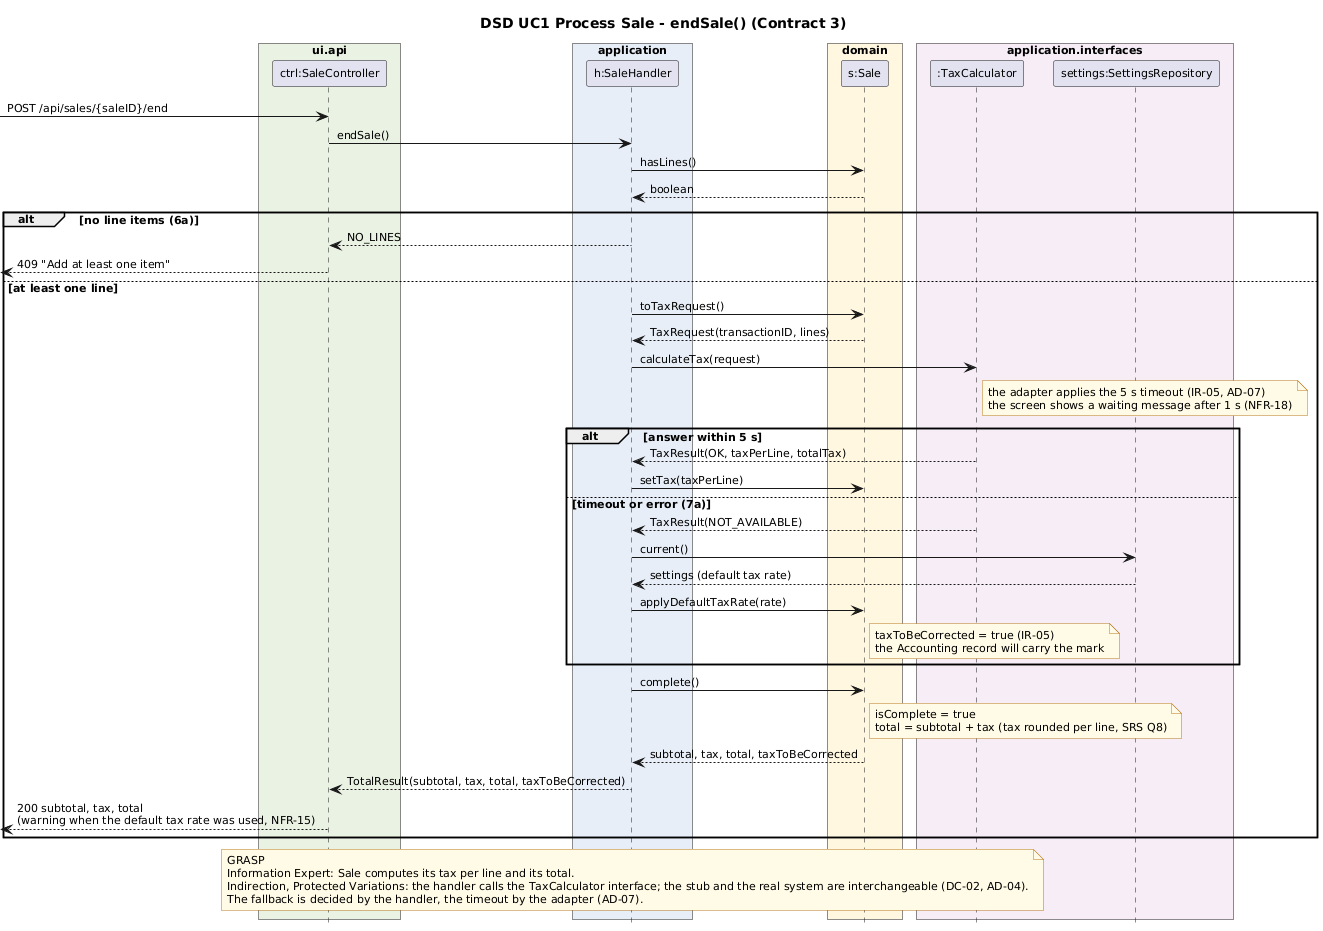 DSD UC1 Process Sale - endSale() (Contract 3)
ui.api
application
domain
application.interfaces
ctrl:SaleController
h:SaleHandler
s:Sale
:TaxCalculator
settings:SettingsRepository
POST /api/sales/{saleID}/end
endSale()
hasLines()
boolean
alt
[no line items (6a)]
NO_LINES
409 "Add at least one item"
[at least one line]
toTaxRequest()
TaxRequest(transactionID, lines)
calculateTax(request)
the adapter applies the 5 s timeout (IR-05, AD-07)
the screen shows a waiting message after 1 s (NFR-18)
alt
[answer within 5 s]
TaxResult(OK, taxPerLine, totalTax)
setTax(taxPerLine)
[timeout or error (7a)]
TaxResult(NOT_AVAILABLE)
current()
settings (default tax rate)
applyDefaultTaxRate(rate)
taxToBeCorrected = true (IR-05)
the Accounting record will carry the mark
complete()
isComplete = true
total = subtotal + tax (tax rounded per line, SRS Q8)
subtotal, tax, total, taxToBeCorrected
TotalResult(subtotal, tax, total, taxToBeCorrected)
200 subtotal, tax, total
(warning when the default tax rate was used, NFR-15)
GRASP
Information Expert: Sale computes its tax per line and its total.
Indirection, Protected Variations: the handler calls the TaxCalculator interface; the stub and the real system are interchangeable (DC-02, AD-04).
The fallback is decided by the handler, the timeout by the adapter (AD-07).